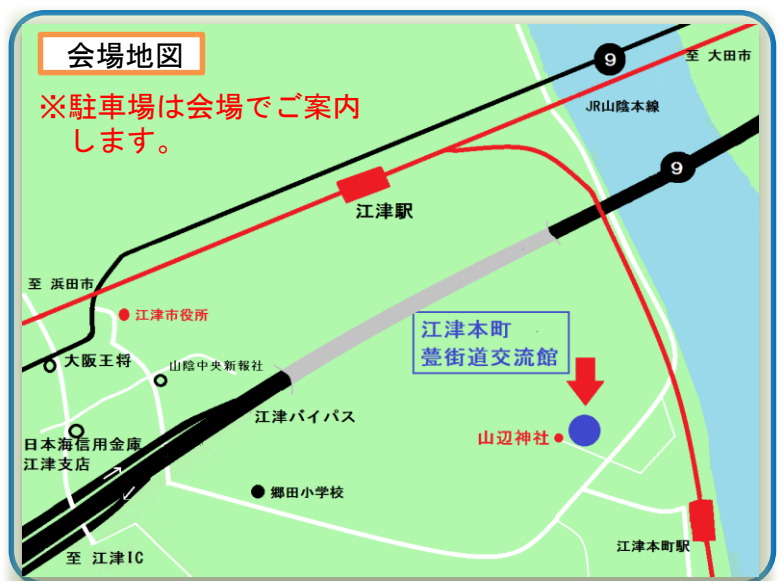 会場地図
※駐車場は会場でご案内
します。
9
至 大田市
JR山陰本線
9
江津駅
至 浜田市
江津市役所
江津本町
甍街道交流館
大阪王将
山陰中央新報社
江津バイパス
山辺神社
日本海信用金庫
江津支店
郷田小学校
江津本町駅
至 江津IC